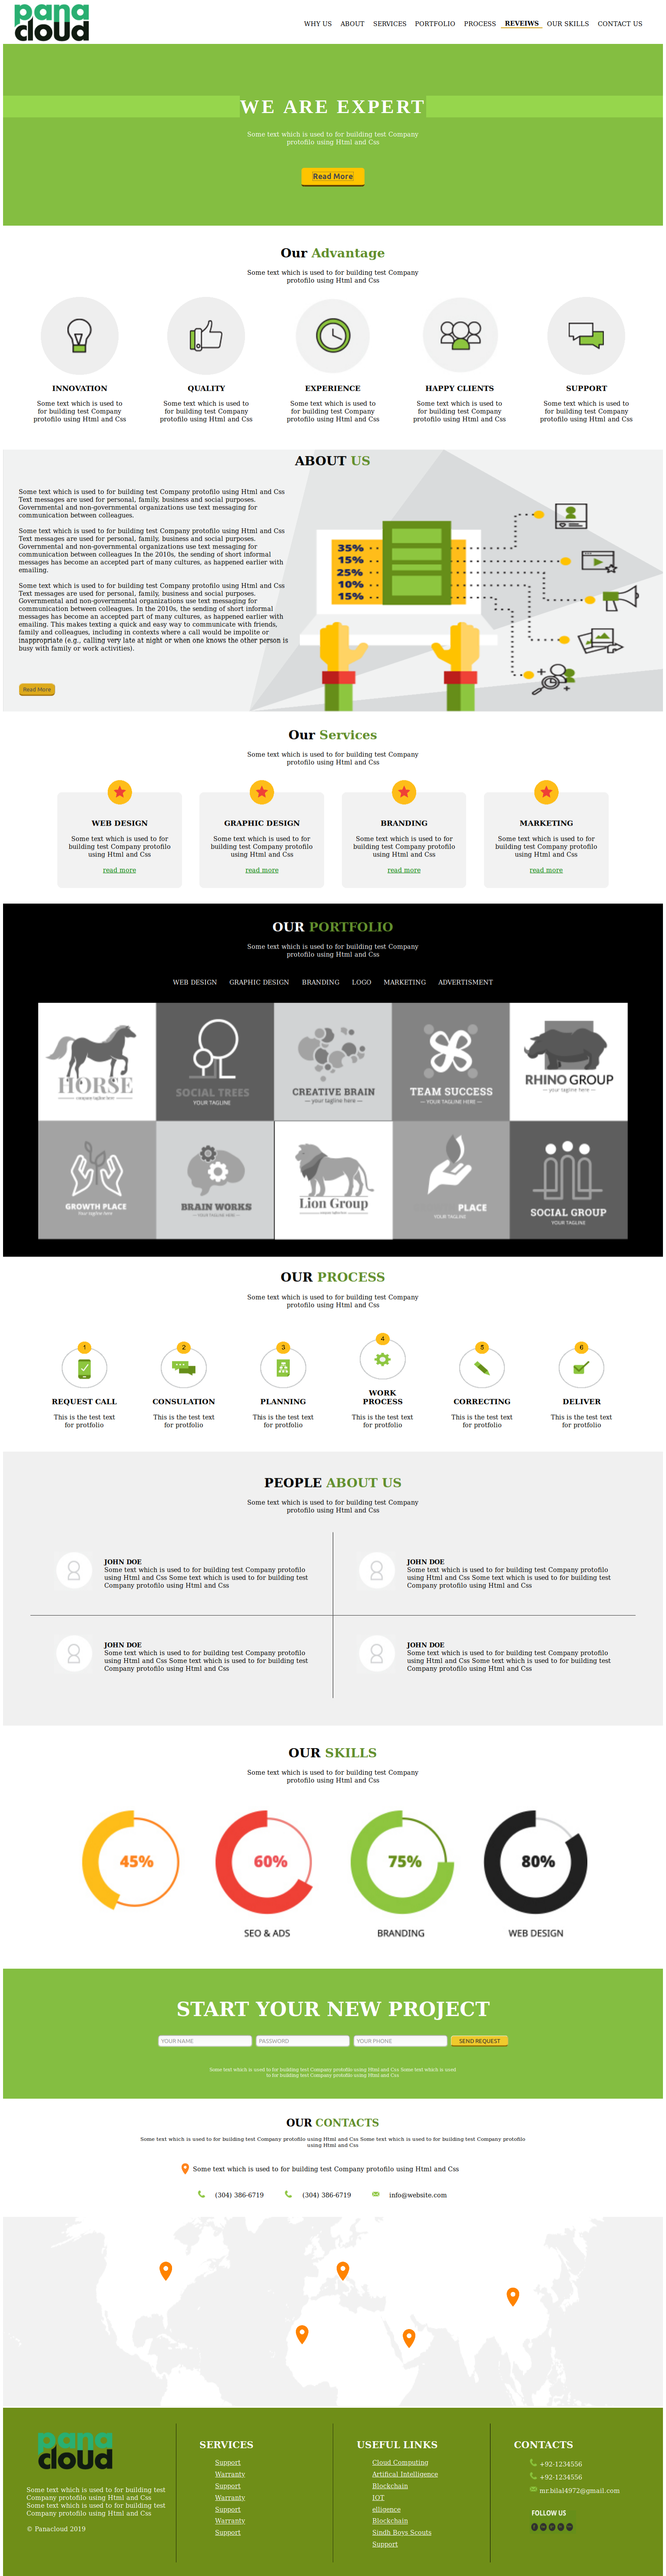 pana
cloud
WHY US ABOUT SERVICES PORTFOLIO PROCESS REVEIWS OUR SKILLS CONTACT US
WE ARE EXPERT
Some text which is used to for building test Company
protofilo using Html and Css
Read More
Our Advantage
Some text which is used to for building test Company
protofilo using Html and Css
INNOVATION
Some text which is used to
for building test Company
protofilo using Html and Css
QUALITY
Some text which is used to
for building test Company
protofilo using Html and Css
EXPERIENCE
Some text which is used to
for building test Company
protofilo using Html and Css
HAPPY CLIENTS
Some text which is used to
for building test Company
protofilo using Html and Css
SUPPORT
Some text which is used to
for building test Company
protofilo using Html and Css
ABOUT US
Some text which is used to for building test Company protofilo using Html and Css
Text messages are used for personal, family, business and social purposes.
Governmental and non-governmental organizations use text messaging for
communication between colleagues.
Some text which is used to for building test Company protofilo using Html and Css
Text messages are used for personal, family, business and social purposes.
Governmental and non-governmental organizations use text messaging for
communication between colleagues In the 2010s, the sending of short informal
messages has become an accepted part of many cultures, as happened earlier with
emailing.
Some text which is used to for building test Company protofilo using Html and Css
Text messages are used for personal, family, business and social purposes.
Governmental and non-governmental organizations use text messaging for
communication between colleagues. In the 2010s, the sending of short informal
messages has become an accepted part of many cultures, as happened earlier with
emailing. This makes texting a quick and easy way to communicate with friends,
family and colleagues, including in contexts where a call would be impolite or
inappropriate (e.g., calling very late at night or when one knows the other person is
busy with family or work activities).
Read More
35%
15%
25%
10%
15%
Our Services
Some text which is used to for building test Company
protofilo using Html and Css
WEB DESIGN
Some text which is used to for
building test Company protofilo
using Html and Css
read more
GRAPHIC DESIGN
Some text which is used to for
building test Company protofilo
using Html and Css
read more
BRANDING
Some text which is used to for
building test Company protofilo
using Html and Css
read more
MARKETING
Some text which is used to for
building test Company protofilo
using Html and Css
read more
OUR PORTFOLIO
Some text which is used to for building test Company
protofilo using Html and Css
WEB DESIGN GRAPHIC DESIGN BRANDING LOGO MARKETING ADVERTISMENT
HORSE
SOCIAL TREES
YOUR TAGLINE
CREATIVE BRAIN
your tagline here
TEAM SUCCESS
YOUR TAGLINE HERE
RHINO GROUP
your tagline here
GROWTH PLACE
Your tagline here
BRAIN WORKS
YOUR TAGLINE HERE
Lion Group
PLACE
YOUR TAGLINE
SOCIAL GROUP
YOUR TAGLINE
OUR PROCESS
Some text which is used to for building test Company
protofilo using Html and Css
1
REQUEST CALL
This is the test text
for protfolio
2
CONSULATION
This is the test text
for protfolio
3
PLANNING
This is the test text
for protfolio
4
WORK
PROCESS
This is the test text
for protfolio
5
CORRECTING
This is the test text
for protfolio
6
DELIVER
This is the test text
for protfolio
PEOPLE ABOUT US
Some text which is used to for building test Company
protofilo using Html and Css
JOHN DOE
Some text which is used to for building test Company protofilo
using Html and Css Some text which is used to for building test
Company protofilo using Html and Css
JOHN DOE
Some text which is used to for building test Company protofilo
using Html and Css Some text which is used to for building test
Company protofilo using Html and Css
JOHN DOE
Some text which is used to for building test Company protofilo
using Html and Css Some text which is used to for building test
Company protofilo using Html and Css
JOHN DOE
Some text which is used to for building test Company protofilo
using Html and Css Some text which is used to for building test
Company protofilo using Html and Css
OUR SKILLS
Some text which is used to for building test Company
protofilo using Html and Css
45%
60%
75%
80%
SEO & ADS
BRANDING
WEB DESIGN
START YOUR NEW PROJECT
YOUR NAME PASSWORD YOUR PHONE SEND REQUEST
Some text which is used to for building test Company protofilo using Html and Css Some text which is used
to for building test Company protofilo using Html and Css
OUR CONTACTS
Some text which is used to for building test Company protofilo using Html and Css Some text which is used to for building test Company protofilo
using Html and Css
Some text which is used to for building test Company protofilo using Html and Css
(304) 386-6719 (304) 386-6719 info@website.com
pana
cloud
Some text which is used to for building test
Company protofilo using Html and Css
Some text which is used to for building test
Company protofilo using Html and Css
© Panacloud 2019
SERVICES
Support
Warranty
Support
Warranty
Support
Warranty
Support
USEFUL LINKS
Cloud Computing
Artifical Intelligence
Blockchain
IOT
elligence
Blockchain
Sindh Boys Scouts
Support
CONTACTS
+92-1234556
+92-1234556
mr.bilal4972@gmail.com
FOLLOW US